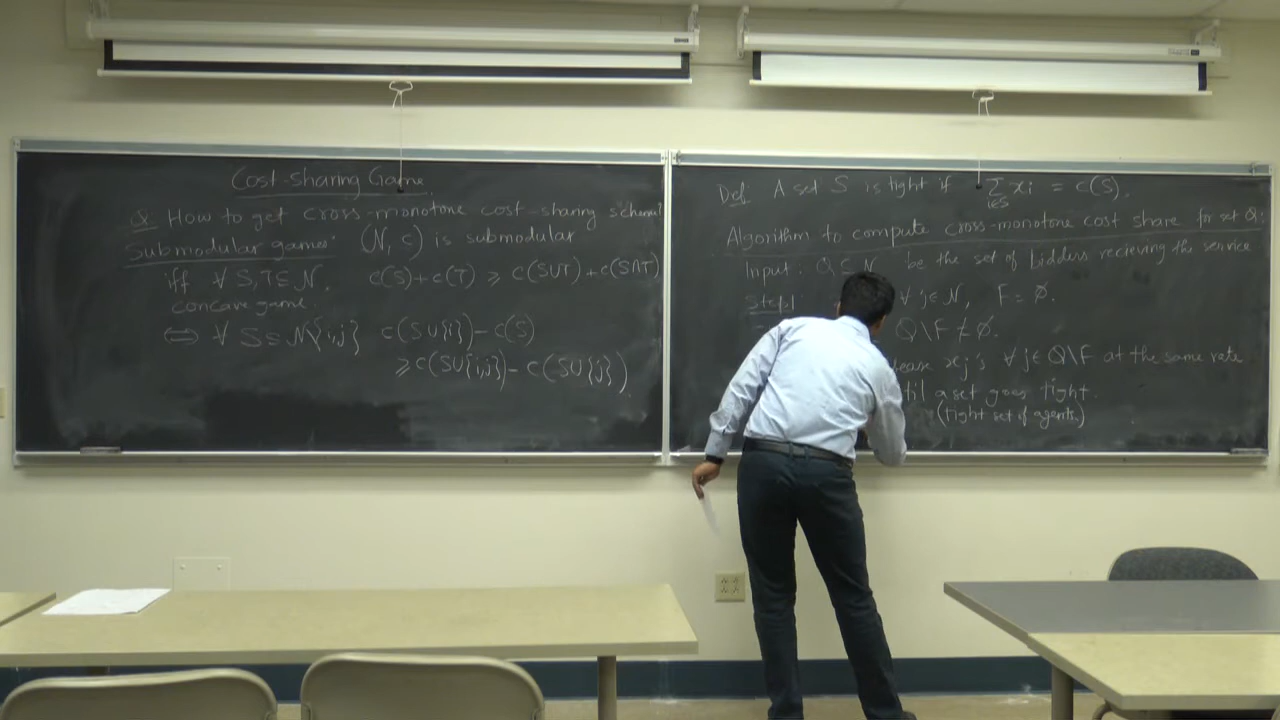 Cost-sharing Game
Q How to get cross-monotone cost-sharing scheme?
Submodular games: (N, c) is submodular
iff ∀ S, T ⊆ N, c(S) + c(T) ≥ c(S∪T) + c(S∩T)
concave game.
⇔ ∀ S ⊆ N\{i,j} c(S∪{i}) - c(S)
≥ c(S∪{i,j}) - c(S∪{j})
Def A set S is tight if ∑_{i∈S} xi = c(S).
Algorithm to compute cross-monotone cost share for set Q:
Input: Q ⊆ N be the set of bidders recieving the service
Step1: ∀ j∈N, F = ∅.
Q\F ≠ ∅.
xj's ∀ j∈ Q\F at the same rate
a set goes tight.
(tight set of agents)